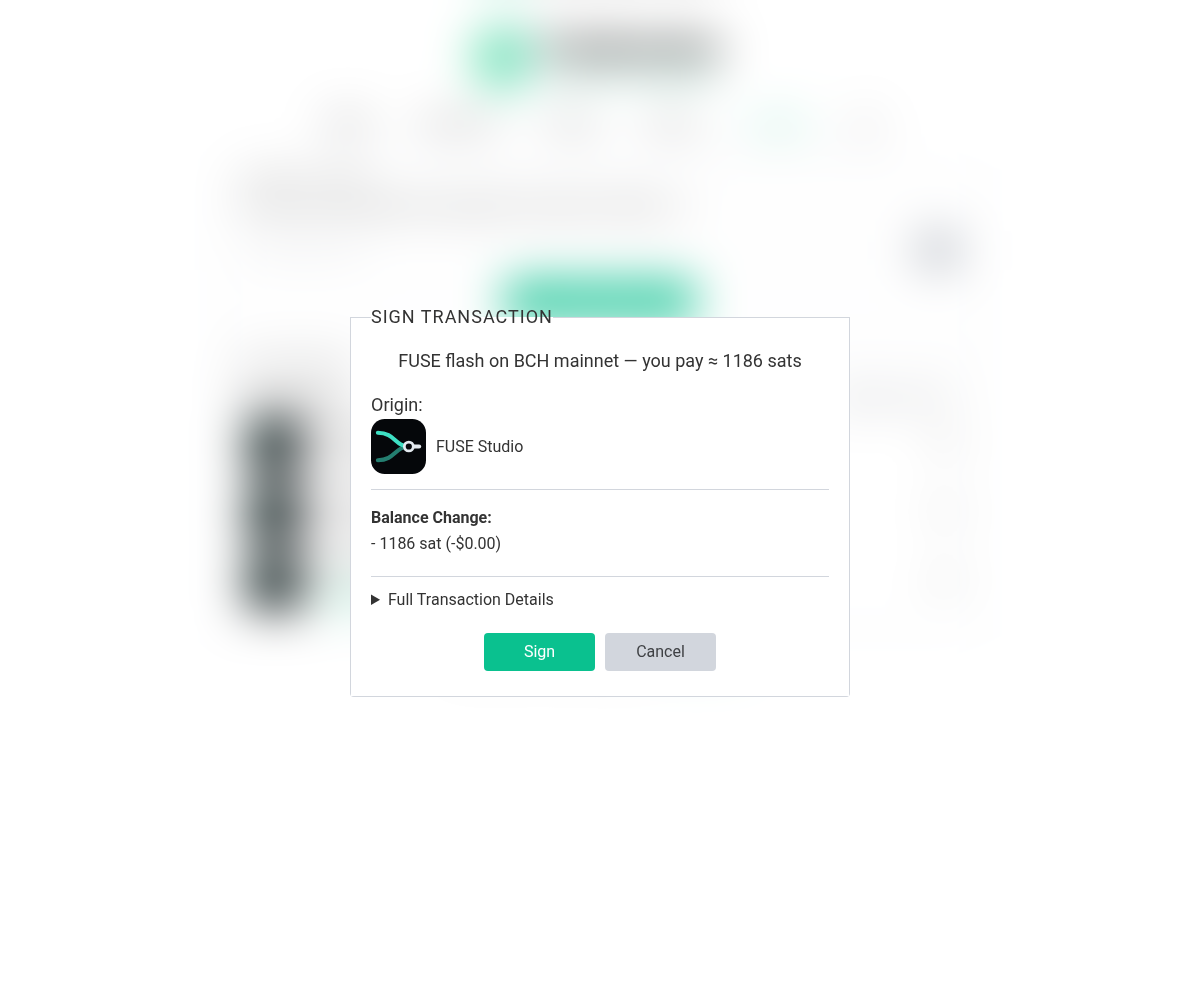 SIGN TRANSACTION
FUSE flash on BCH mainnet — you pay ≈ 1186 sats
Origin:
FUSE Studio
Balance Change:
- 1186 sat (-$0.00)
▶ Full Transaction Details
Sign
Cancel